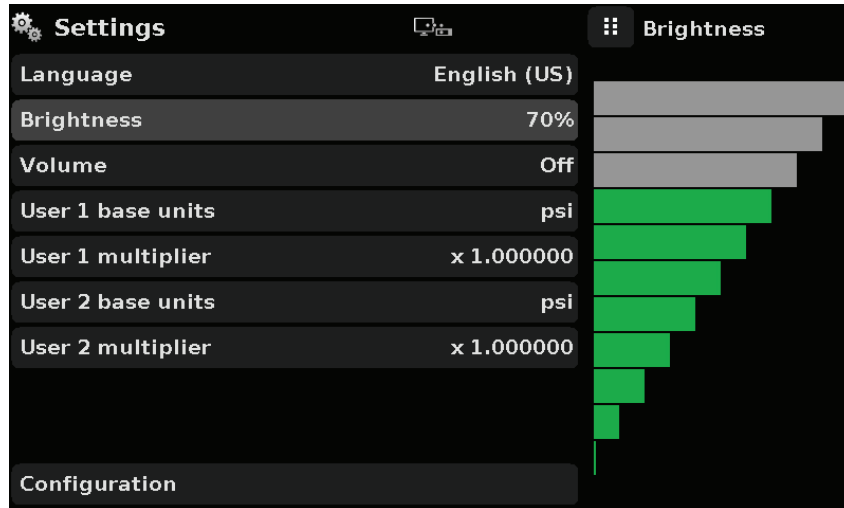 Settings
Brightness
Language English (US)
Brightness 70%
Volume Off
User 1 base units psi
User 1 multiplier x 1.000000
User 2 base units psi
User 2 multiplier x 1.000000
Configuration